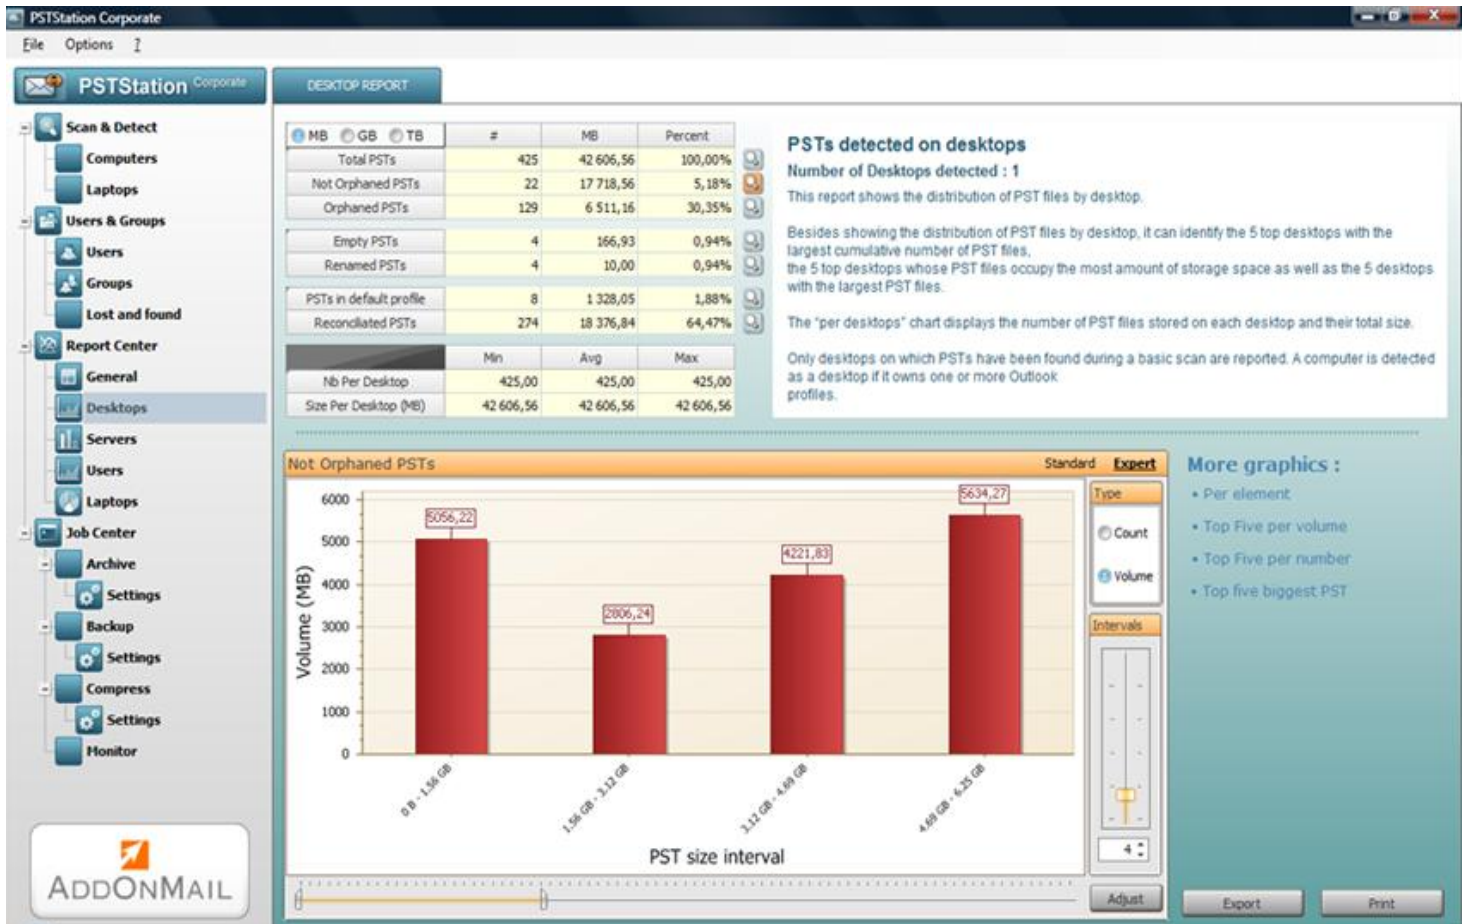 PSTStation Corporate
File Options ?
PSTStation Corporate
Scan & Detect
Computers
Laptops
Users & Groups
Users
Groups
Lost and found
Report Center
General
Desktops
Servers
Users
Laptops
Job Center
Archive
Settings
Backup
Settings
Compress
Settings
Monitor
ADDONMAIL
DESKTOP REPORT
MB GB TB # MB Percent
Total PSTs 425 42 606,56 100,00%
Not Orphaned PSTs 22 17 718,56 5,18%
Orphaned PSTs 129 6 511,16 30,35%
Empty PSTs 4 166,93 0,94%
Renamed PSTs 4 10,00 0,94%
PSTs in default profile 8 1 328,05 1,88%
Reconciliated PSTs 274 18 376,84 64,47%
Min Avg Max
Nb Per Desktop 425,00 425,00 425,00
Size Per Desktop (MB) 42 606,56 42 606,56 42 606,56
PSTs detected on desktops
Number of Desktops detected : 1
This report shows the distribution of PST files by desktop.
Besides showing the distribution of PST files by desktop, it can identify the 5 top desktops with the
largest cumulative number of PST files,
the 5 top desktops whose PST files occupy the most amount of storage space as well as the 5 desktops
with the largest PST files.
The "per desktops" chart displays the number of PST files stored on each desktop and their total size.
Only desktops on which PSTs have been found during a basic scan are reported. A computer is detected
as a desktop if it owns one or more Outlook
profiles.
Not Orphaned PSTs Standard Expert
Volume (MB)
6000
5000
4000
3000
2000
1000
0
5056,22
2806,24
4221,83
5634,27
0 B - 1.56 GB
1.56 GB - 3.12 GB
3.12 GB - 4.69 GB
4.69 GB - 6.25 GB
PST size interval
Type
Count
Volume
Intervals
4
Adjust
More graphics :
• Per element
• Top Five per volume
• Top Five per number
• Top five biggest PST
Export Print